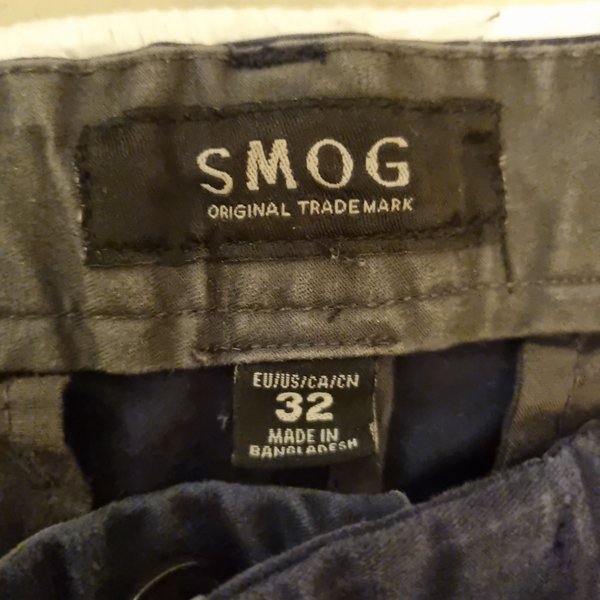 SMOG
ORIGINAL TRADEMARK
EU/US/CA/CN
32
MADE IN
BANGLADESH